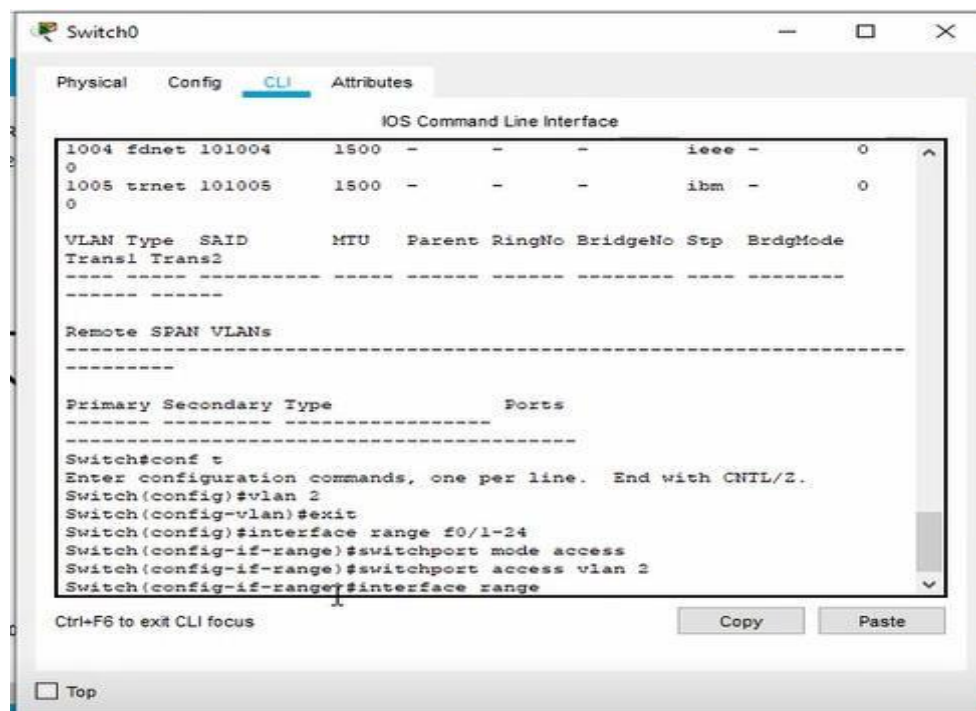 Switch0
Physical Config CLI Attributes
IOS Command Line Interface
1004 fdnet 101004 1500 - - - ieee - 0
0
1005 trnet 101005 1500 - - - ibm - 0
0
VLAN Type SAID MTU Parent RingNo BridgeNo Stp BrdgMode
Trans1 Trans2
---- ----- ---------- ----- ------ ------ -------- ---- --------
------ ------
Remote SPAN VLANs
--------------------------------------------------------------------
---------
Primary Secondary Type Ports
------- --------- -----------------
------------------------------------------
Switch#conf t
Enter configuration commands, one per line. End with CNTL/Z.
Switch(config)#vlan 2
Switch(config-vlan)#exit
Switch(config)#interface range f0/1-24
Switch(config-if-range)#switchport mode access
Switch(config-if-range)#switchport access vlan 2
Switch(config-if-range)#interface range
Ctrl+F6 to exit CLI focus
Copy Paste
Top